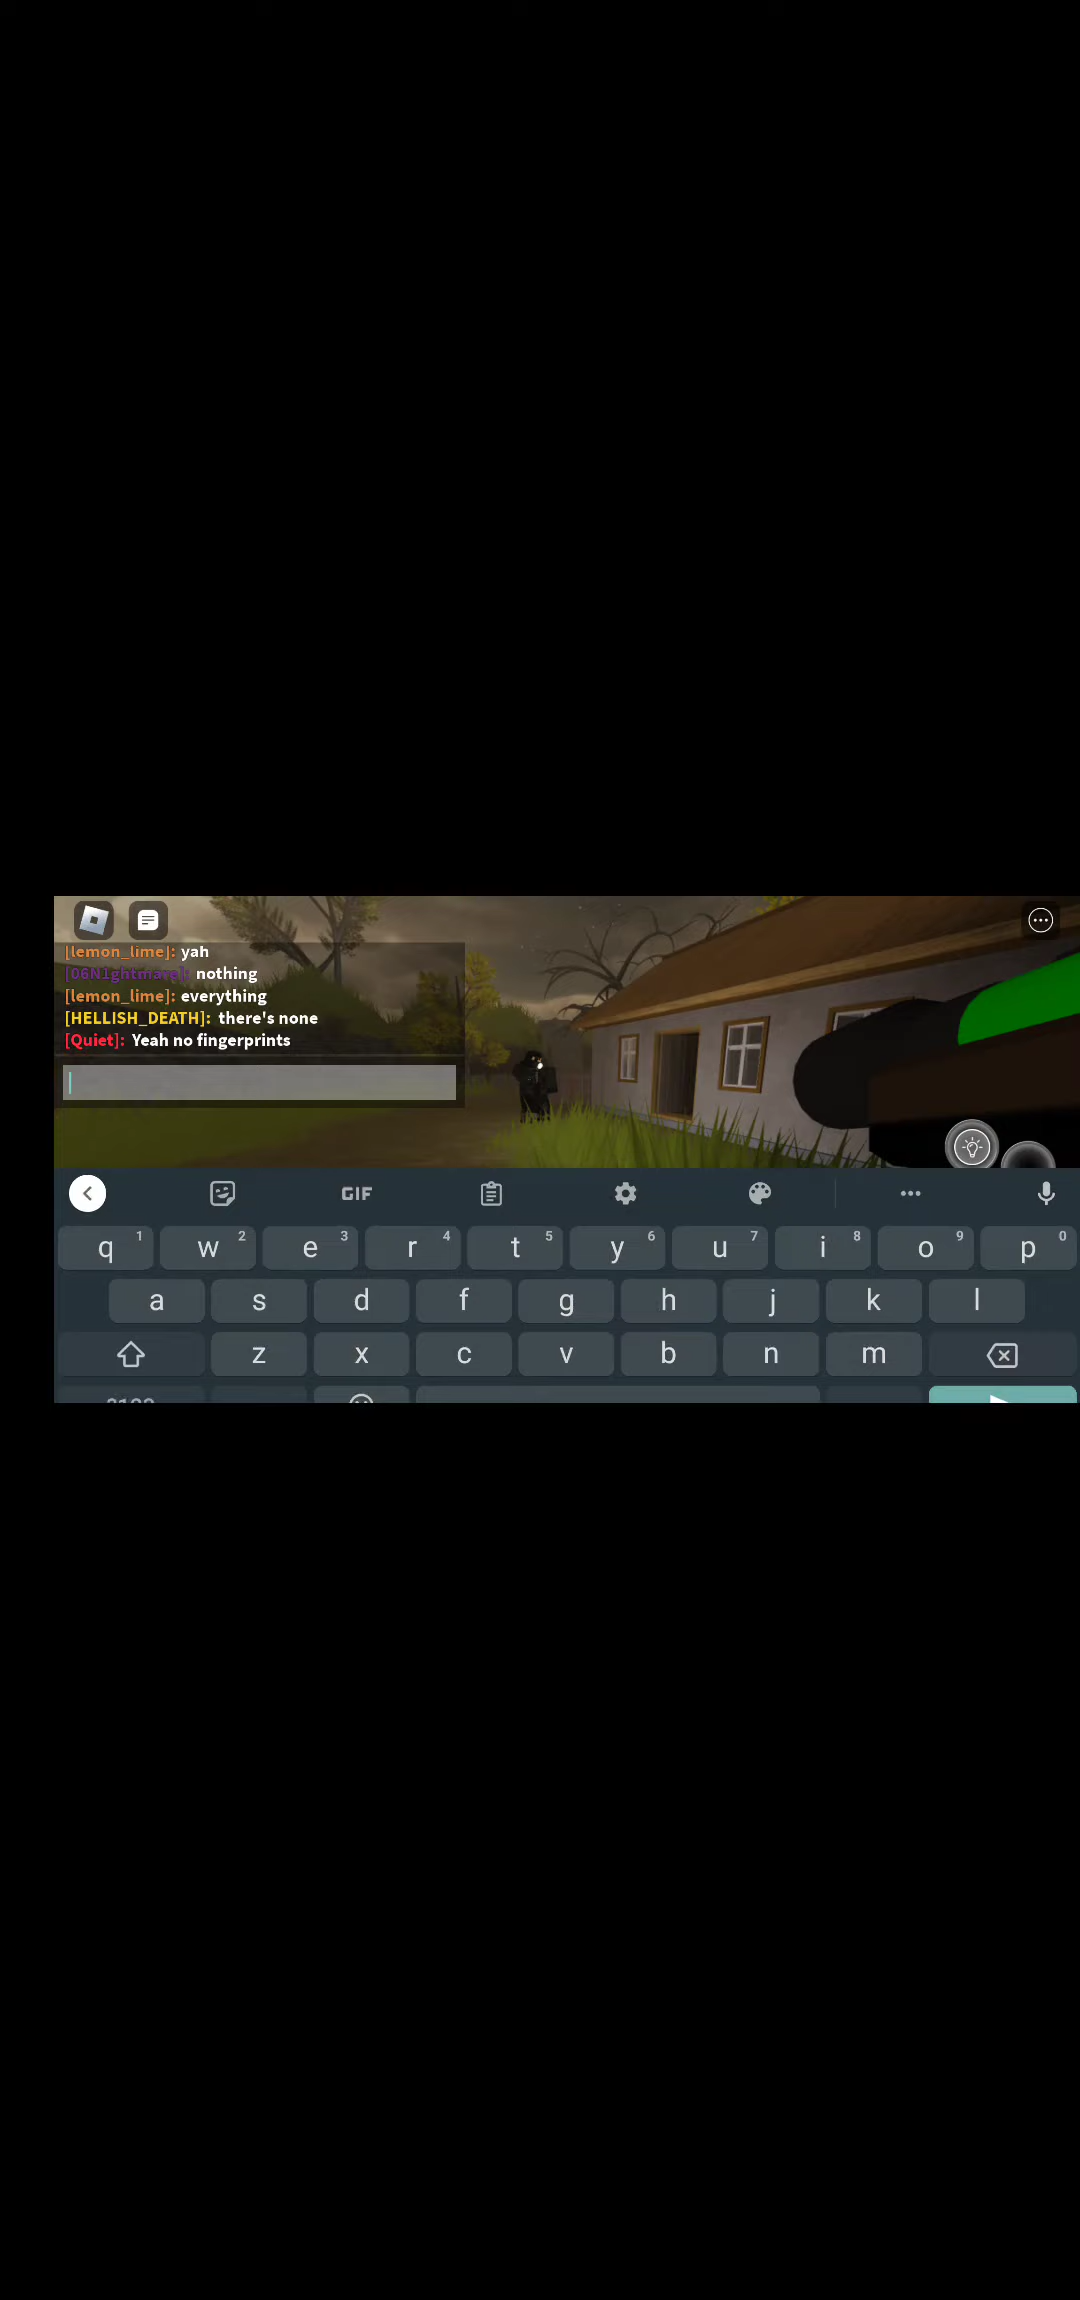 [lemon_lime]: yah
[06N1ghtmare]: nothing
[lemon_lime]: everything
[HELLISH_DEATH]: there's none
[Quiet]: Yeah no fingerprints
GIF
q 1 w 2 e 3 r 4 t 5 y 6 u 7 i 8 o 9 p 0
a s d f g h j k l
z x c v b n m